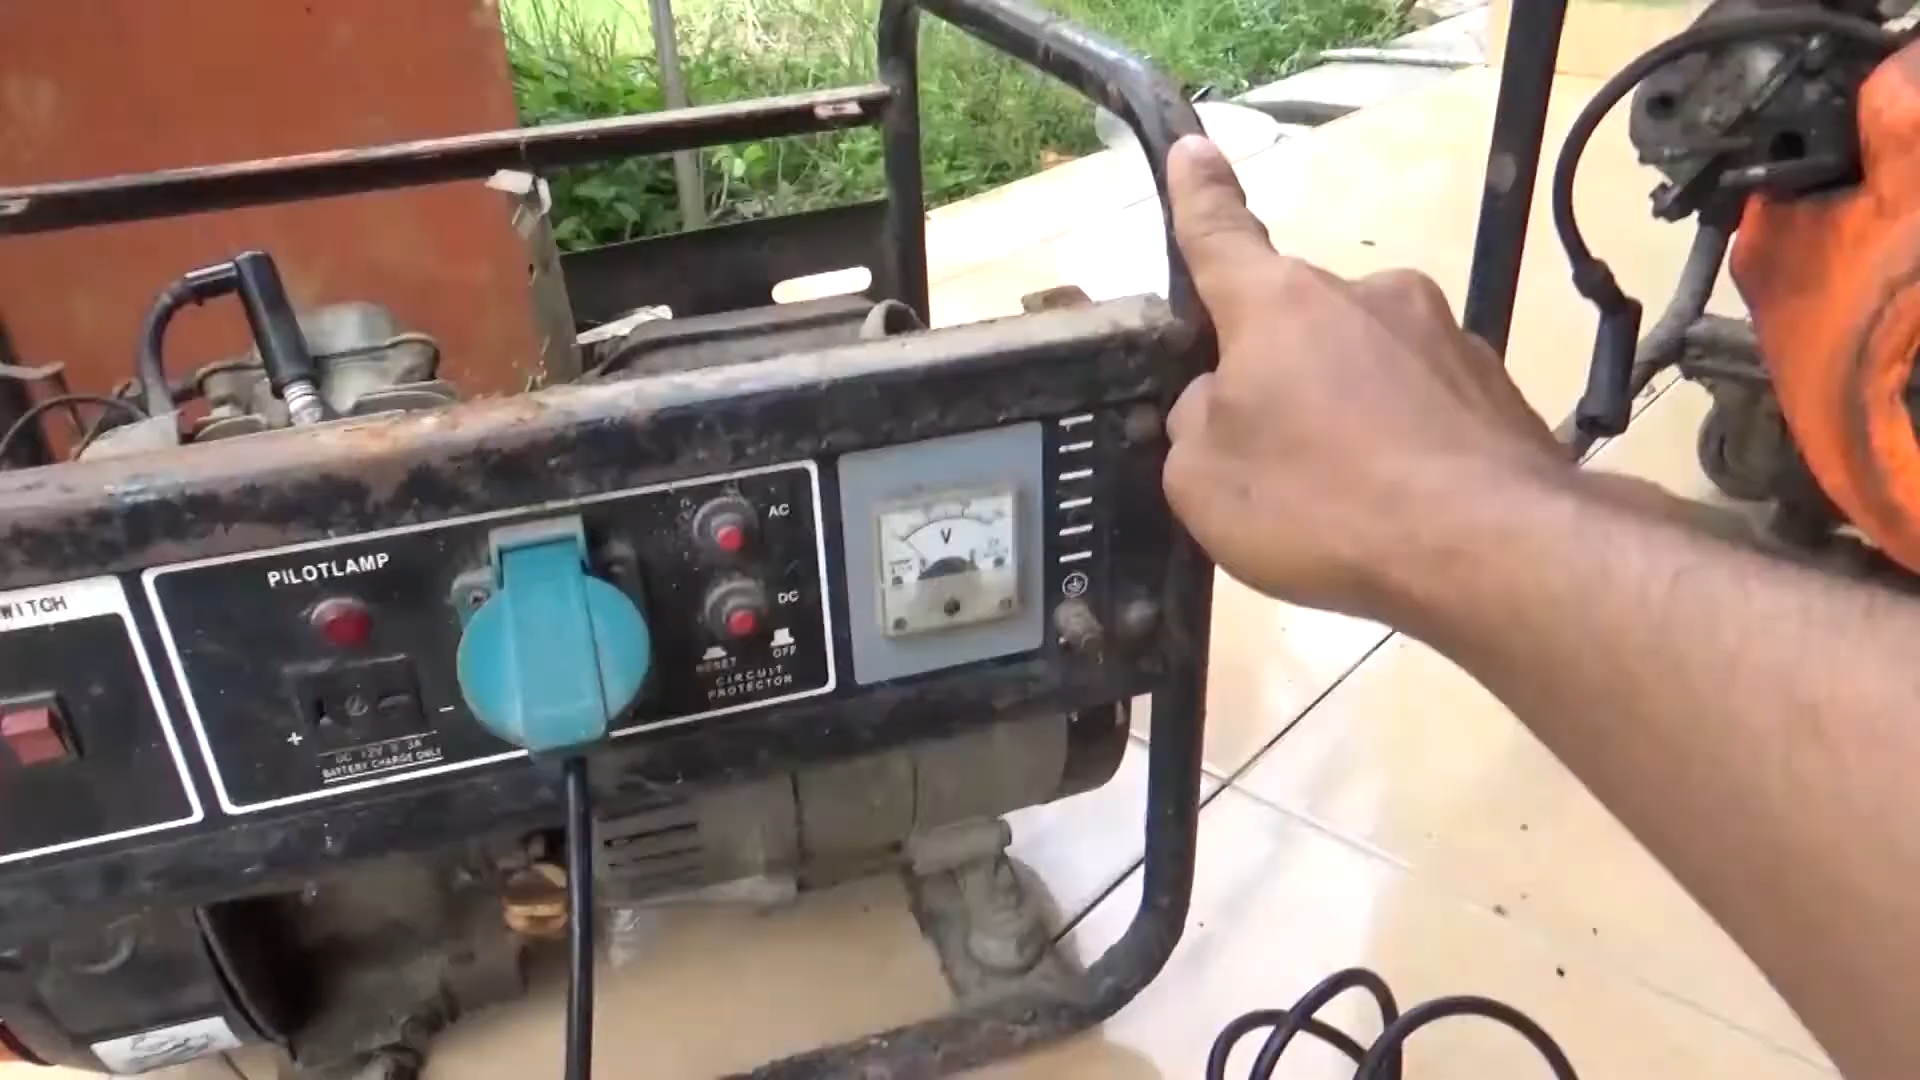 WITCH
PILOTLAMP
+
−
DC 12V 8.3A
BATTERY CHARGE ONLY
AC
DC
RESET
OFF
CIRCUIT
PROTECTOR
V